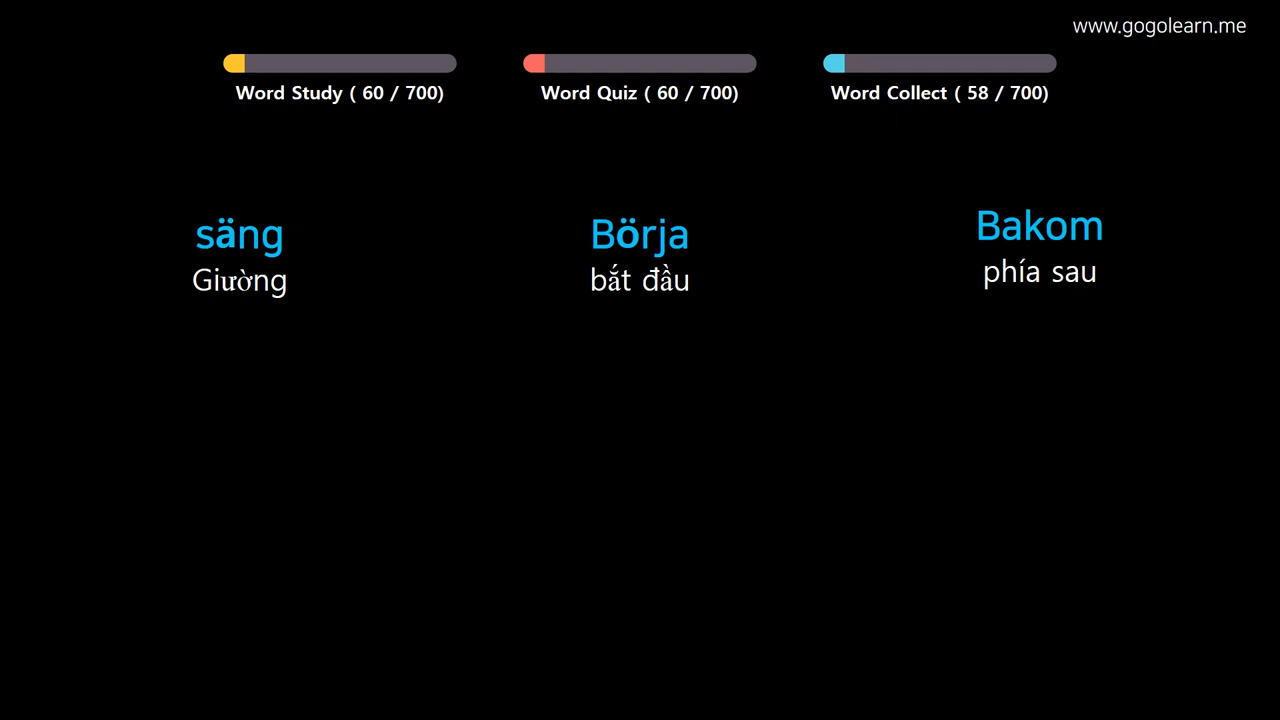 www.gogolearn.me
Word Study ( 60 / 700)
Word Quiz ( 60 / 700)
Word Collect ( 58 / 700)
säng
Giường
Börja
bắt đầu
Bakom
phía sau